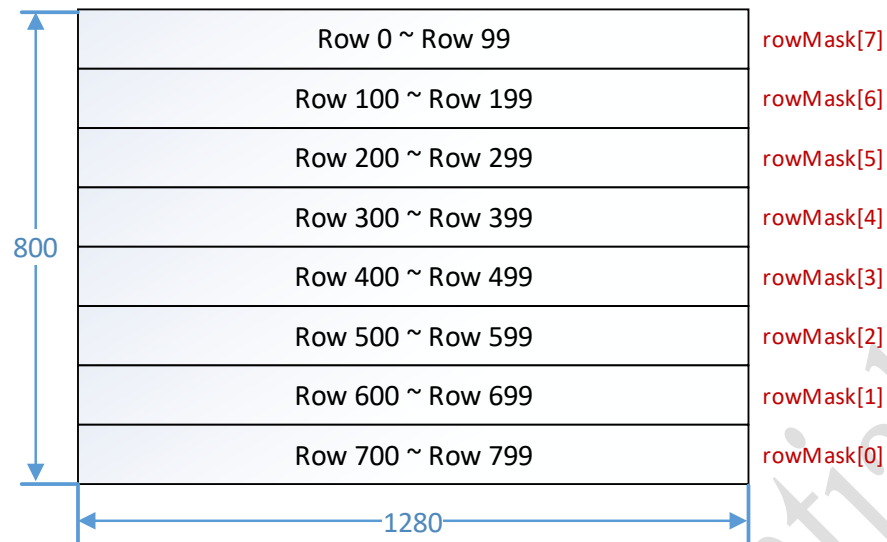 Row 0 ~ Row 99 rowMask[7]
Row 100 ~ Row 199 rowMask[6]
Row 200 ~ Row 299 rowMask[5]
Row 300 ~ Row 399 rowMask[4]
800
Row 400 ~ Row 499 rowMask[3]
Row 500 ~ Row 599 rowMask[2]
Row 600 ~ Row 699 rowMask[1]
Row 700 ~ Row 799 rowMask[0]
1280